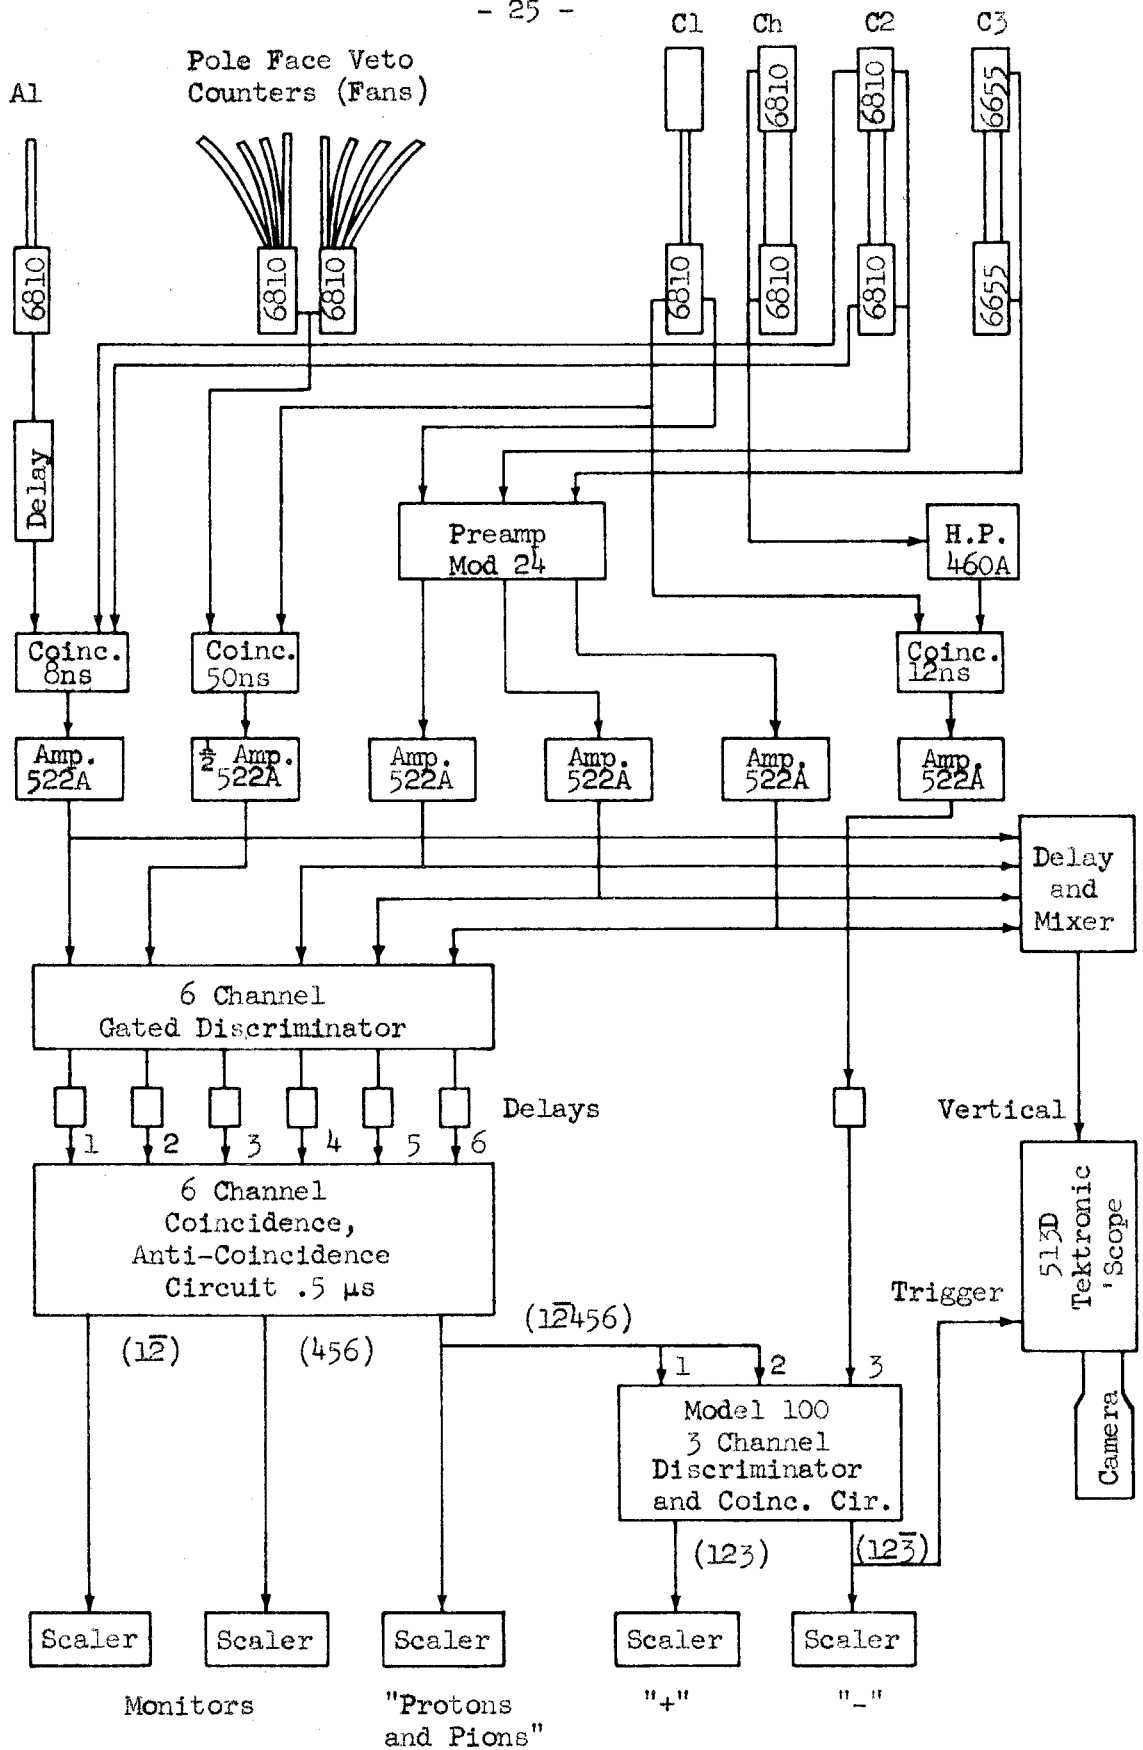 - 25 -
C1 Ch C2 C3
Pole Face Veto
Counters (Fans)
A1
6810 6810 6655
6810 6810 6810 6810 6810 6810 6655
Delay
Preamp
Mod 24
H.P.
460A
Coinc.
8ns
Coinc.
50ns
Coinc.
12ns
Amp.
522A
½ Amp.
522A
Amp.
522A
Amp.
522A
Amp.
522A
Amp.
522A
Delay
and
Mixer
6 Channel
Gated Discriminator
Delays
Vertical
1 2 3 4 5 6
6 Channel
Coincidence,
Anti-Coincidence
Circuit .5 μs
513D
Tektronic
'Scope
Trigger
(12̅) (456) (12̅456)
1 2 3
Model 100
3 Channel
Discriminator
and Coinc. Cir.
Camera
(123) (123̅)
Scaler Scaler Scaler Scaler Scaler
Monitors
"Protons
and Pions"
"+" "-"